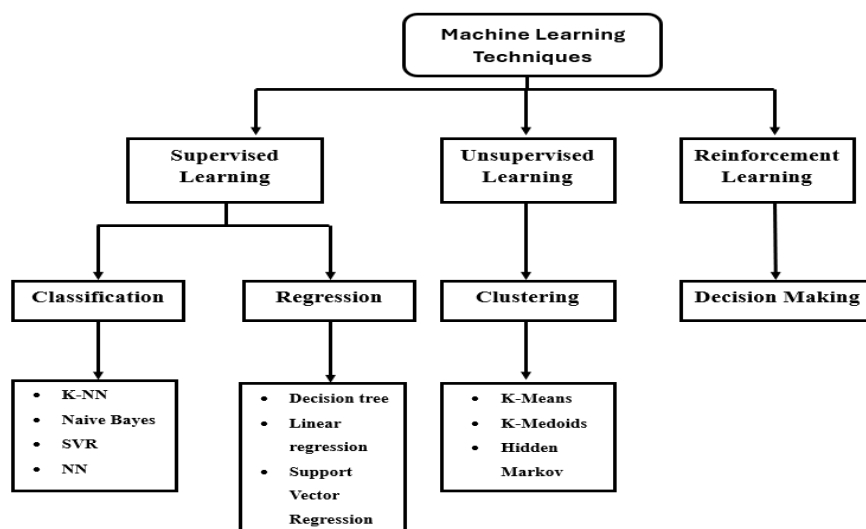 Machine Learning
Techniques
Supervised
Learning
Unsupervised
Learning
Reinforcement
Learning
Classification
Regression
Clustering
Decision Making
• K-NN
• Naive Bayes
• SVR
• NN
• Decision tree
• Linear
regression
• Support
Vector
Regression
• K-Means
• K-Medoids
• Hidden
Markov